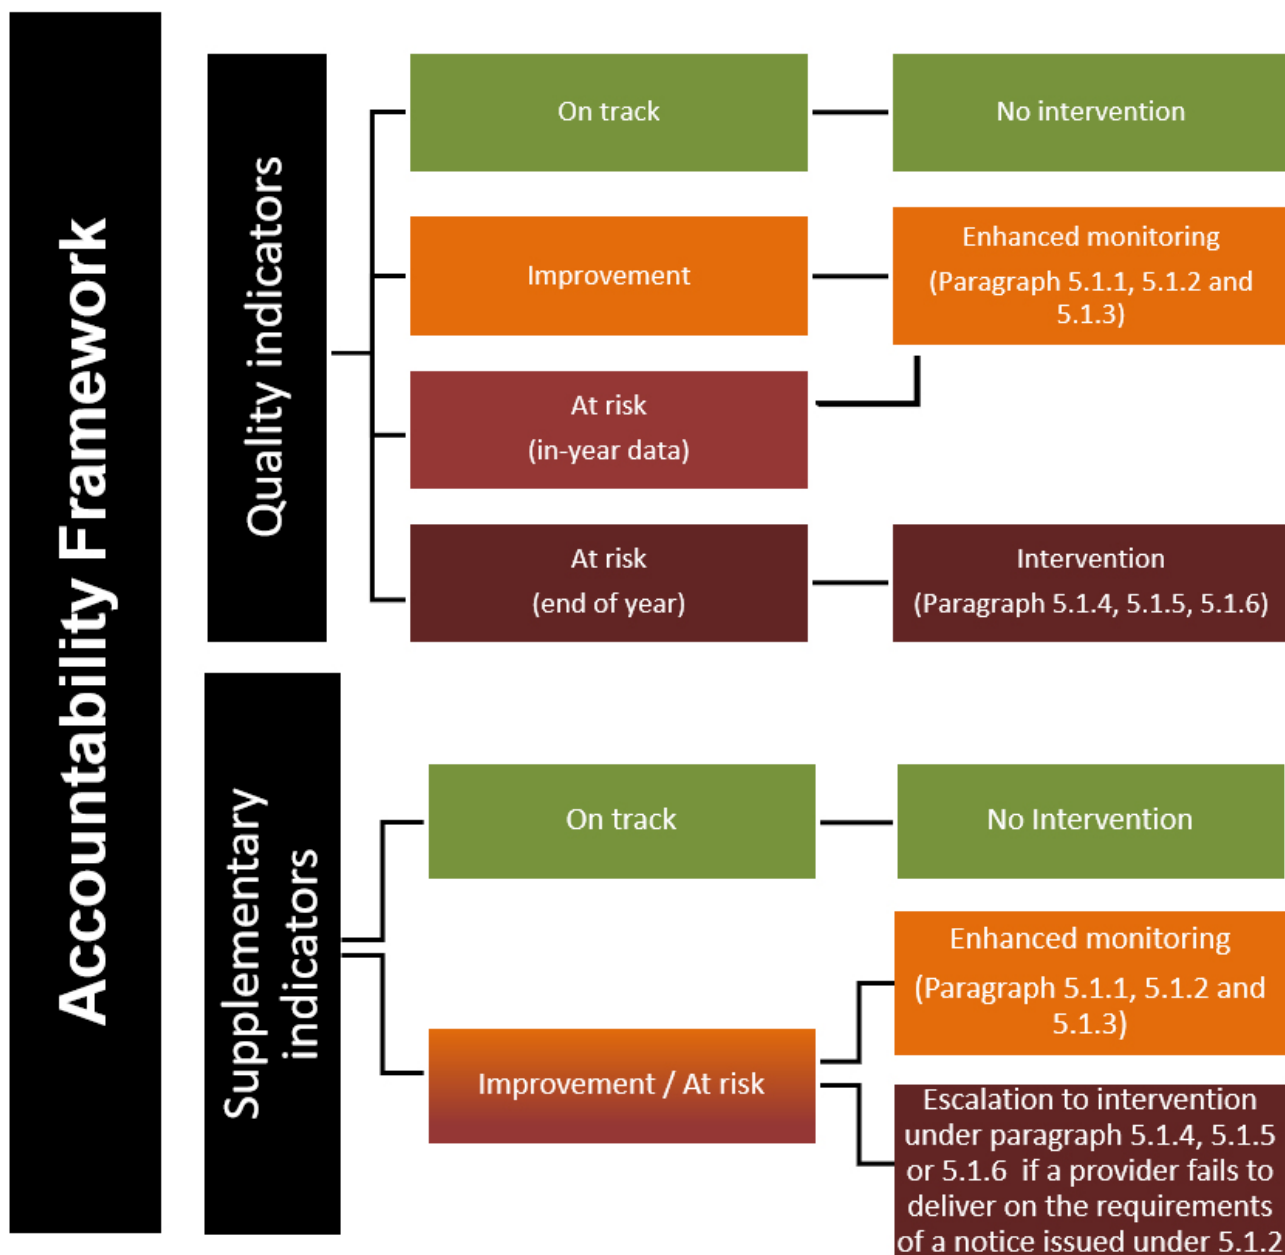 Accountability Framework
Quality indicators
On track
No intervention
Improvement
Enhanced monitoring
(Paragraph 5.1.1, 5.1.2 and
5.1.3)
At risk
(in-year data)
At risk
(end of year)
Intervention
(Paragraph 5.1.4, 5.1.5, 5.1.6)
Supplementary
indicators
On track
No Intervention
Improvement / At risk
Enhanced monitoring
(Paragraph 5.1.1, 5.1.2 and
5.1.3)
Escalation to intervention
under paragraph 5.1.4, 5.1.5
or 5.1.6 if a provider fails to
deliver on the requirements
of a notice issued under 5.1.2